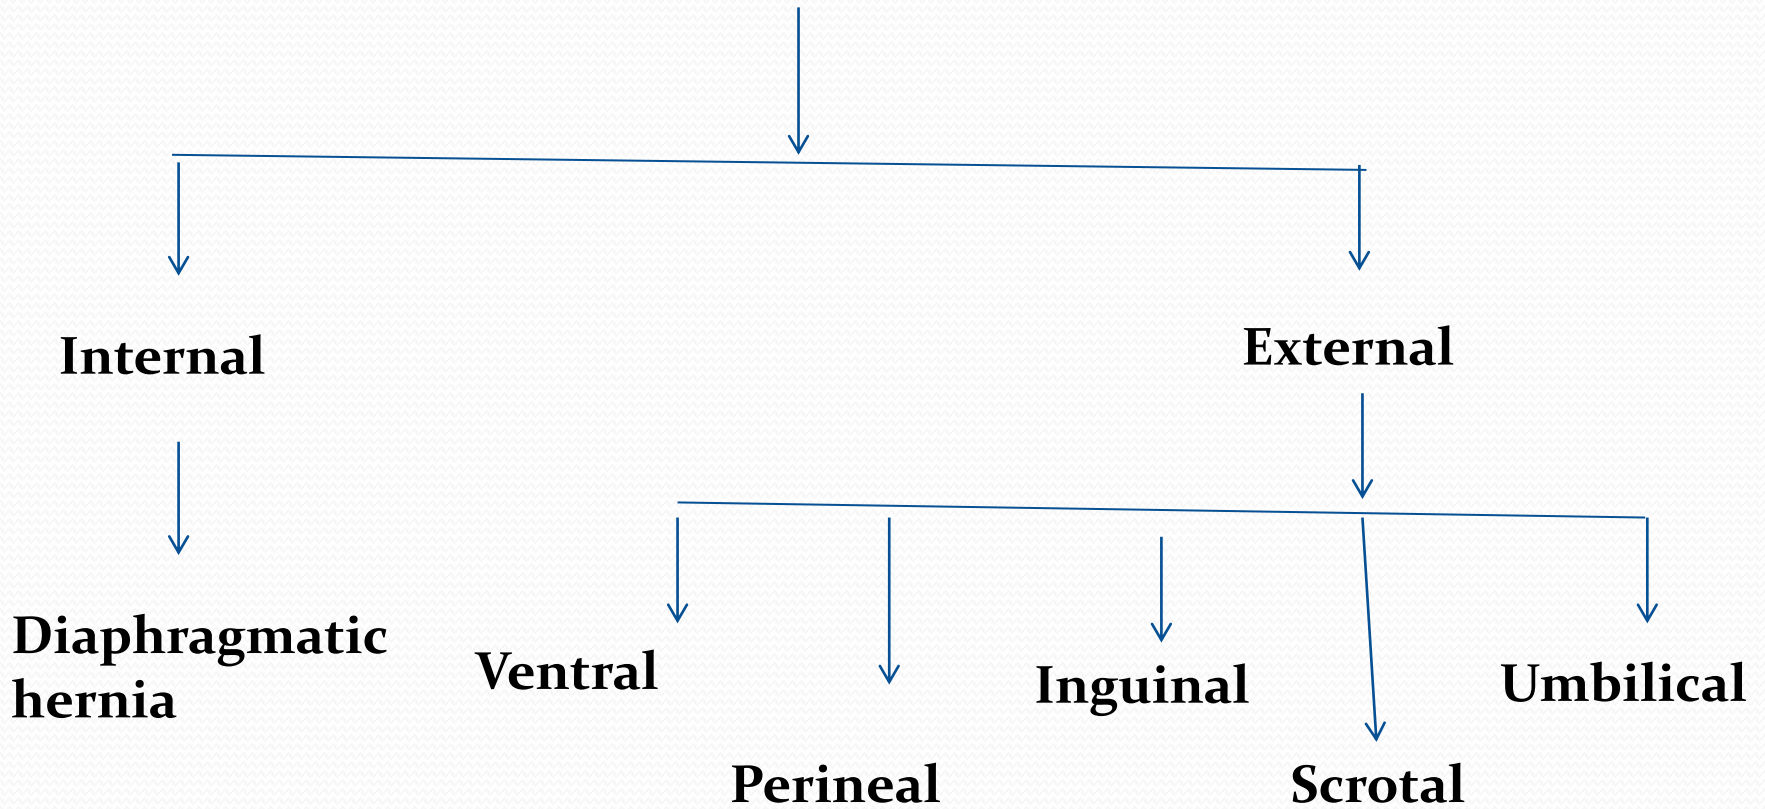 Internal
External
Diaphragmatic
hernia
Ventral
Inguinal
Umbilical
Perineal
Scrotal